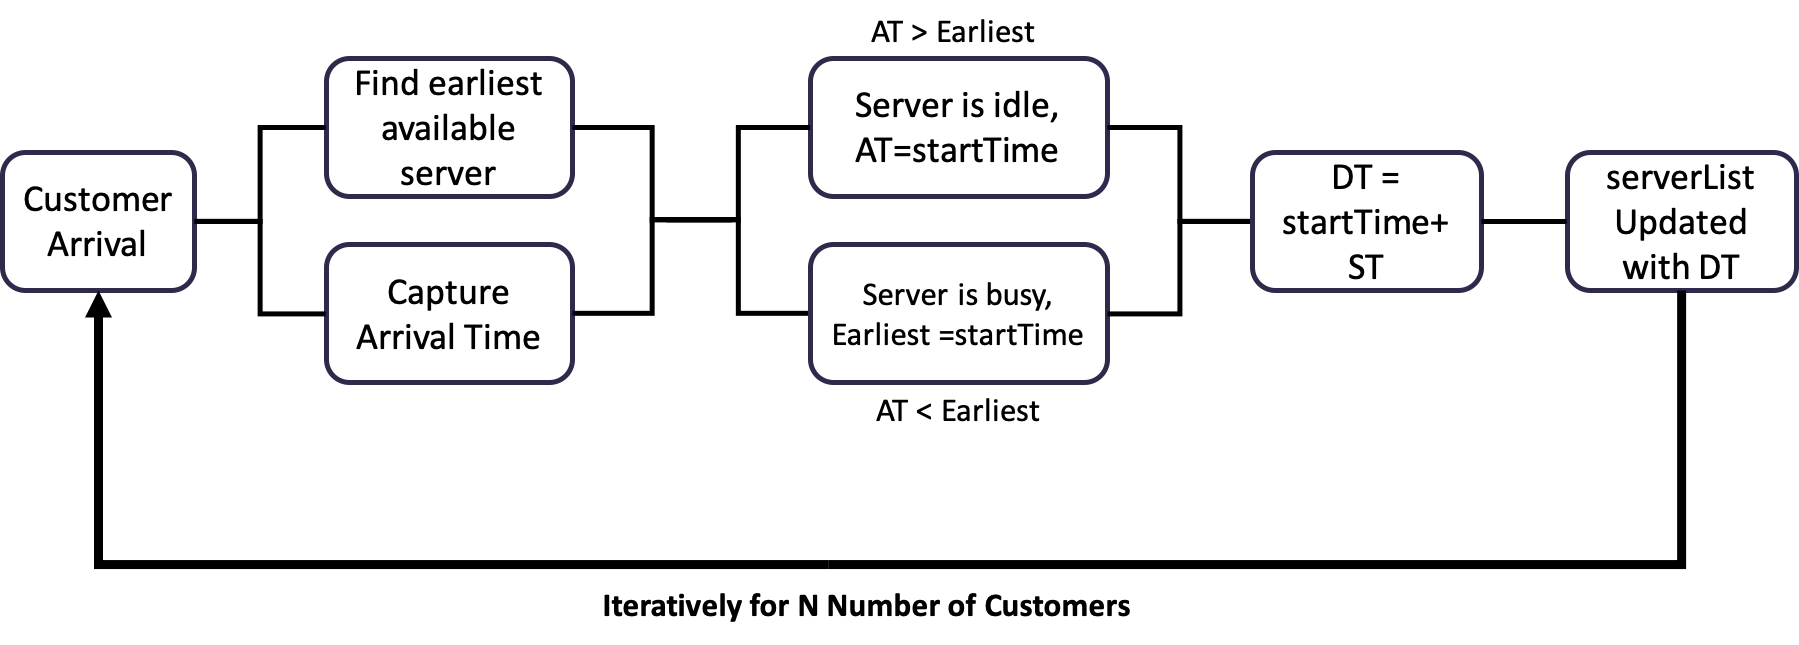 Customer
Arrival
Find earliest
available
server
Capture
Arrival Time
AT > Earliest
Server is idle,
AT=startTime
Server is busy,
Earliest =startTime
AT < Earliest
DT =
startTime+
ST
serverList
Updated
with DT
Iteratively for N Number of Customers